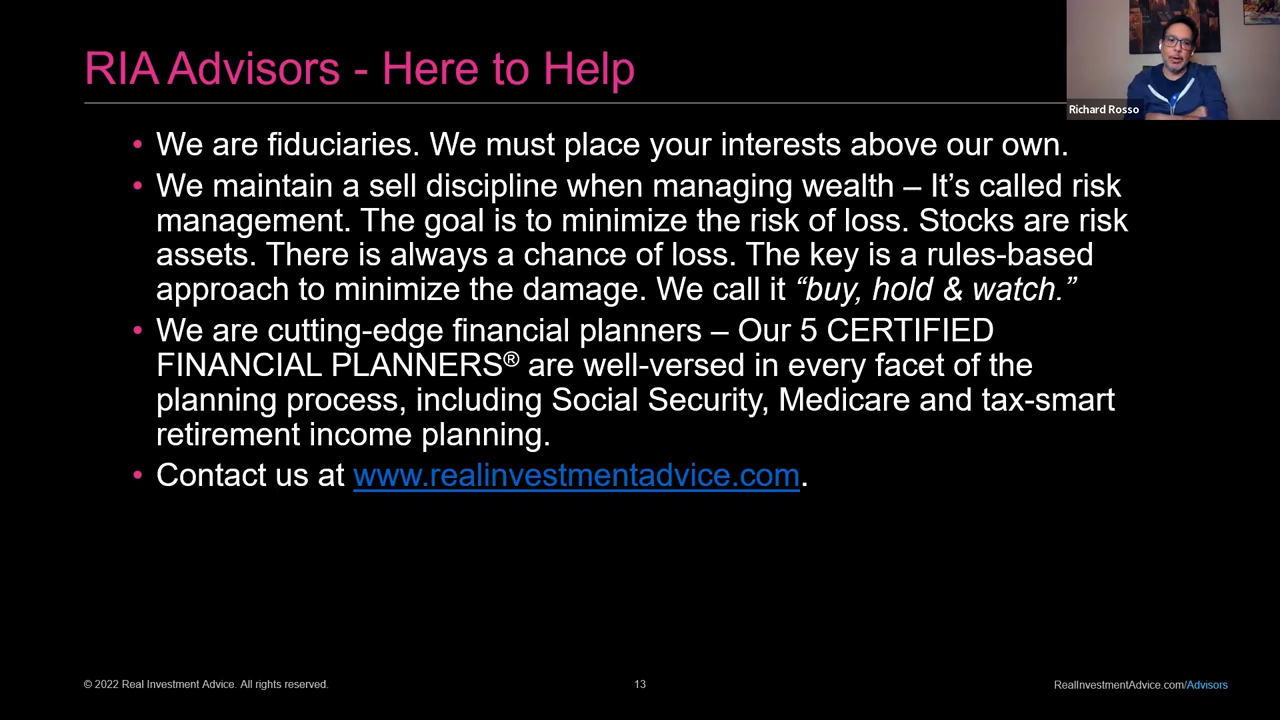 RIA Advisors - Here to Help
Richard Rosso
• We are fiduciaries. We must place your interests above our own.
• We maintain a sell discipline when managing wealth – It’s called risk
management. The goal is to minimize the risk of loss. Stocks are risk
assets. There is always a chance of loss. The key is a rules-based
approach to minimize the damage. We call it “buy, hold & watch.”
• We are cutting-edge financial planners – Our 5 CERTIFIED
FINANCIAL PLANNERS® are well-versed in every facet of the
planning process, including Social Security, Medicare and tax-smart
retirement income planning.
• Contact us at www.realinvestmentadvice.com.
© 2022 Real Investment Advice. All rights reserved.
13
RealInvestmentAdvice.com/Advisors